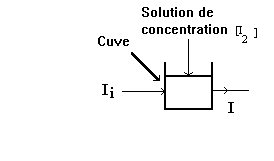 Solution de
concentration [I2]
Cuve
Ii
I